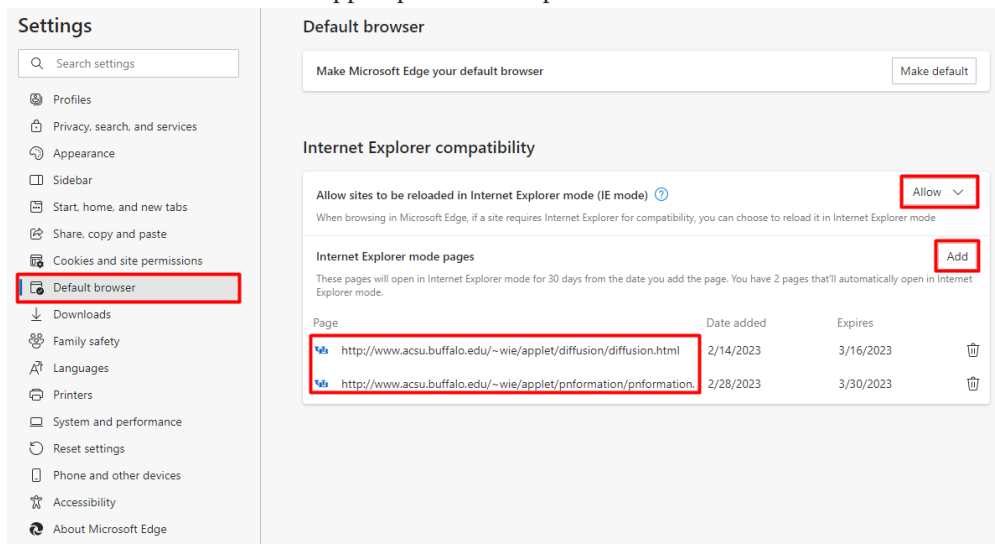 Settings
Search settings
Profiles
Privacy, search, and services
Appearance
Sidebar
Start, home, and new tabs
Share, copy and paste
Cookies and site permissions
Default browser
Downloads
Family safety
Languages
Printers
System and performance
Reset settings
Phone and other devices
Accessibility
About Microsoft Edge
Default browser
Make Microsoft Edge your default browser
Make default
Internet Explorer compatibility
Allow sites to be reloaded in Internet Explorer mode (IE mode)
Allow
When browsing in Microsoft Edge, if a site requires Internet Explorer for compatibility, you can choose to reload it in Internet Explorer mode
Internet Explorer mode pages
Add
These pages will open in Internet Explorer mode for 30 days from the date you add the page. You have 2 pages that'll automatically open in Internet
Explorer mode.
Page Date added Expires
http://www.acsu.buffalo.edu/~wie/applet/diffusion/diffusion.html 2/14/2023 3/16/2023
http://www.acsu.buffalo.edu/~wie/applet/pnformation/pnformation. 2/28/2023 3/30/2023